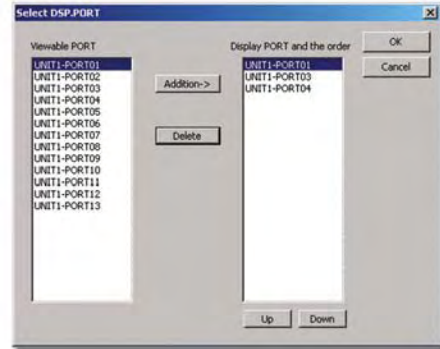 Select DSP.PORT
Viewable PORT
UNIT1-PORT01
UNIT1-PORT02
UNIT1-PORT03
UNIT1-PORT04
UNIT1-PORT05
UNIT1-PORT06
UNIT1-PORT07
UNIT1-PORT08
UNIT1-PORT09
UNIT1-PORT10
UNIT1-PORT11
UNIT1-PORT12
UNIT1-PORT13
Addition->
Delete
Display PORT and the order
UNIT1-PORT01
UNIT1-PORT03
UNIT1-PORT04
Up
Down
OK
Cancel